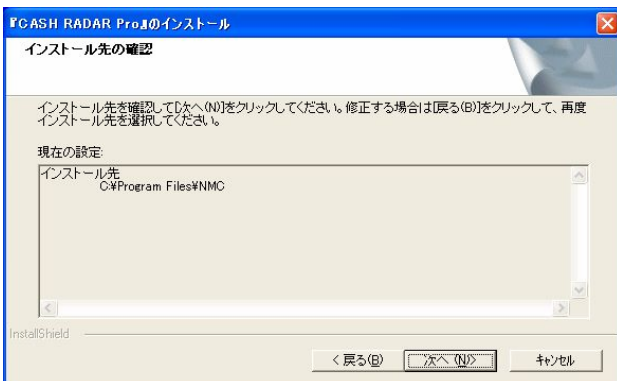 『CASH RADAR Pro』のインストール
インストール先の確認
インストール先を確認して[次へ(N)]をクリックしてください。修正する場合は[戻る(B)]をクリックして、再度
インストール先を選択してください。
現在の設定:
インストール先
C:¥Program Files¥NMC
InstallShield
< 戻る(B)
次へ(N)>
キャンセル